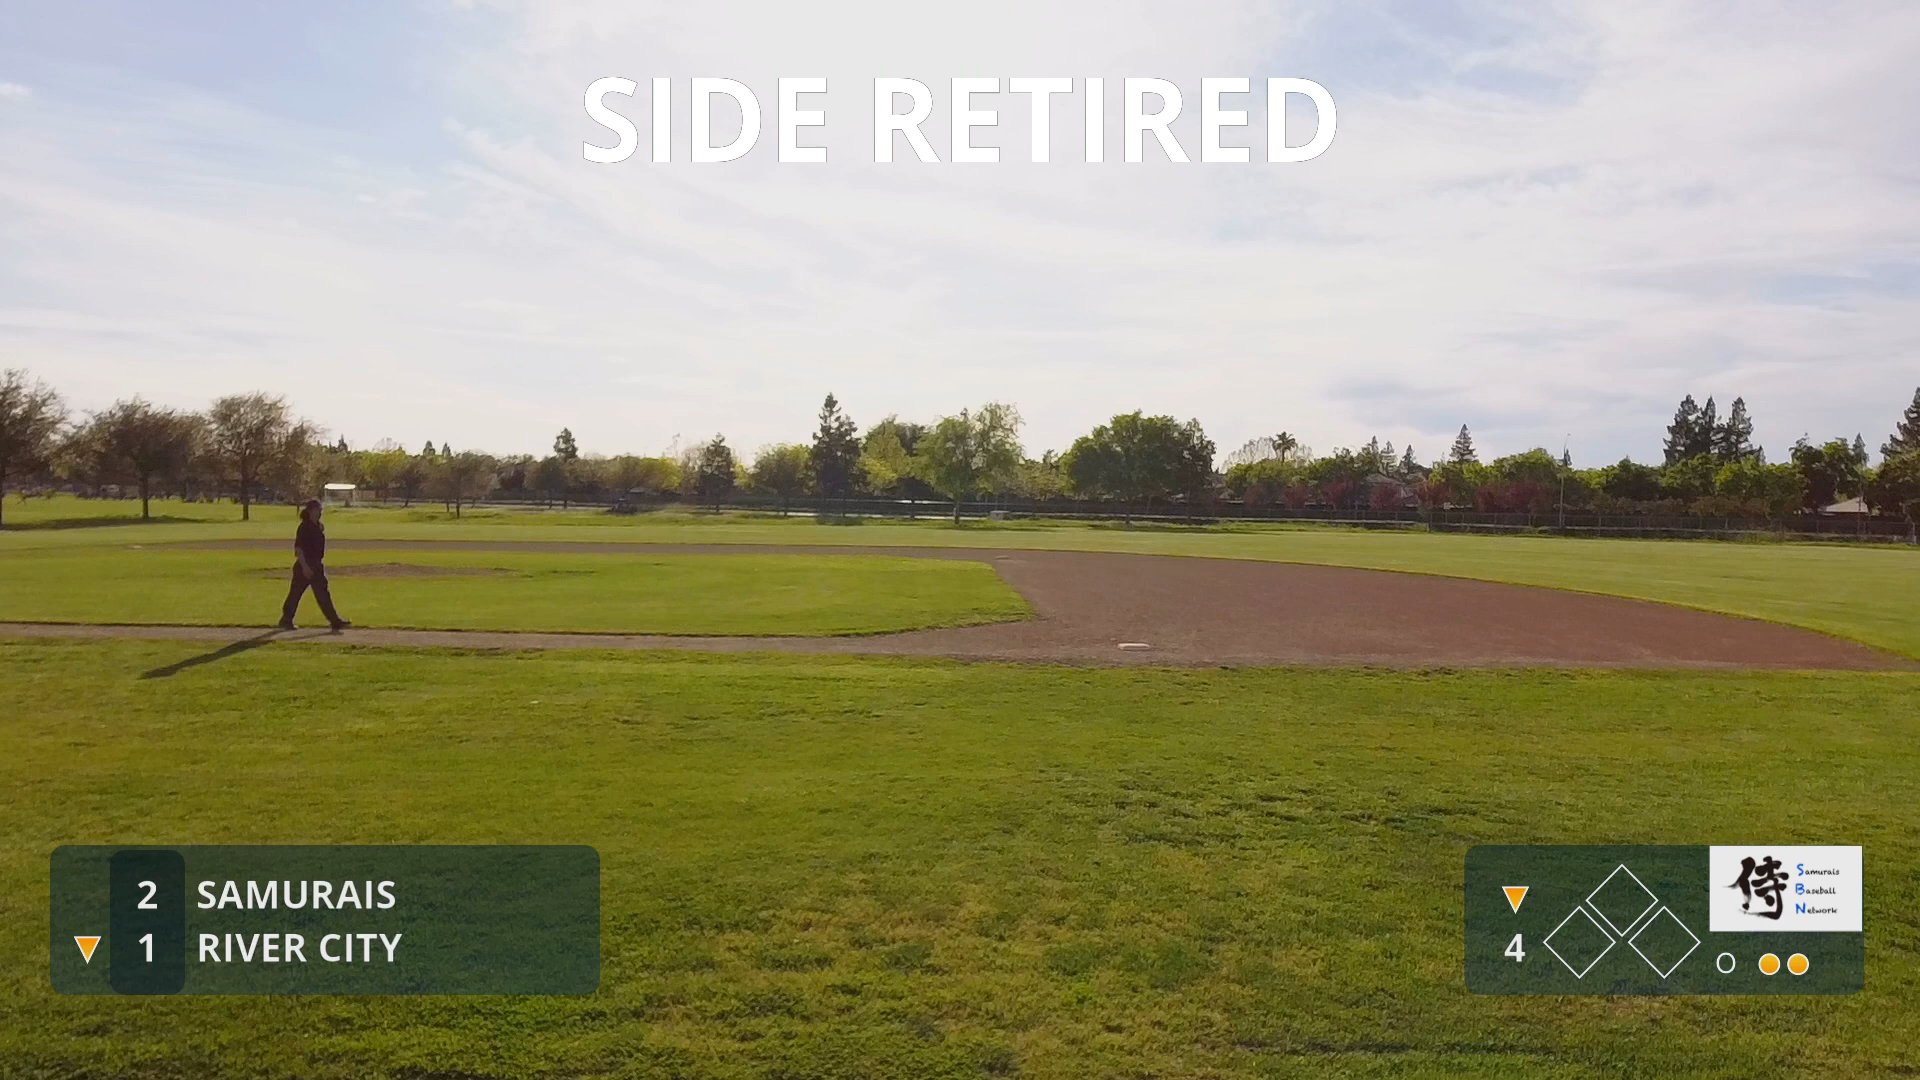 SIDE RETIRED
2 SAMURAIS
1 RIVER CITY
4
侍
Samurais
Baseball
Network
O